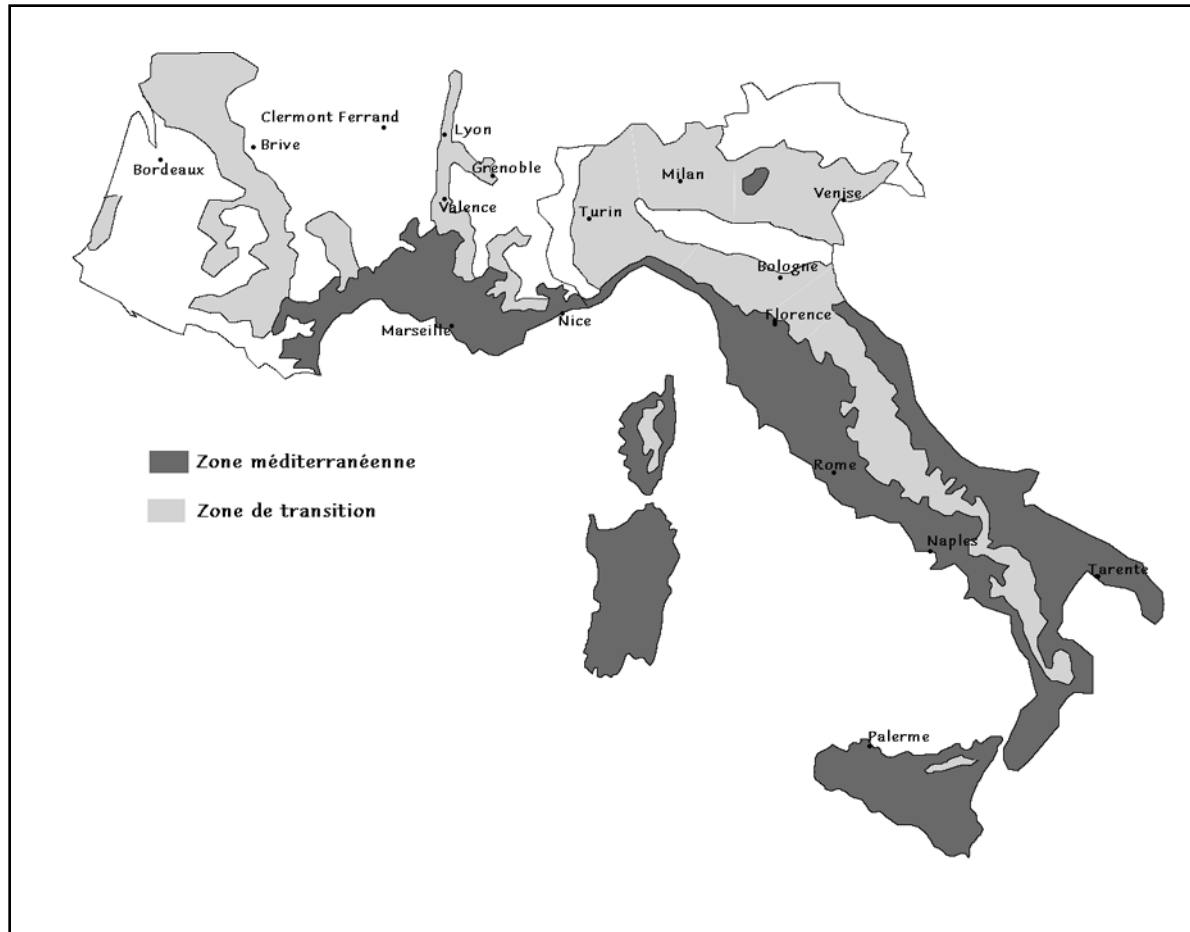 Clermont Ferrand
Lyon
Brive
Bordeaux
Grenoble
Milan
Valence
Venise
Turin
Bologne
Florence
Marseille
Nice
Zone méditerranéenne
Rome
Zone de transition
Naples
Tarente
Palerme